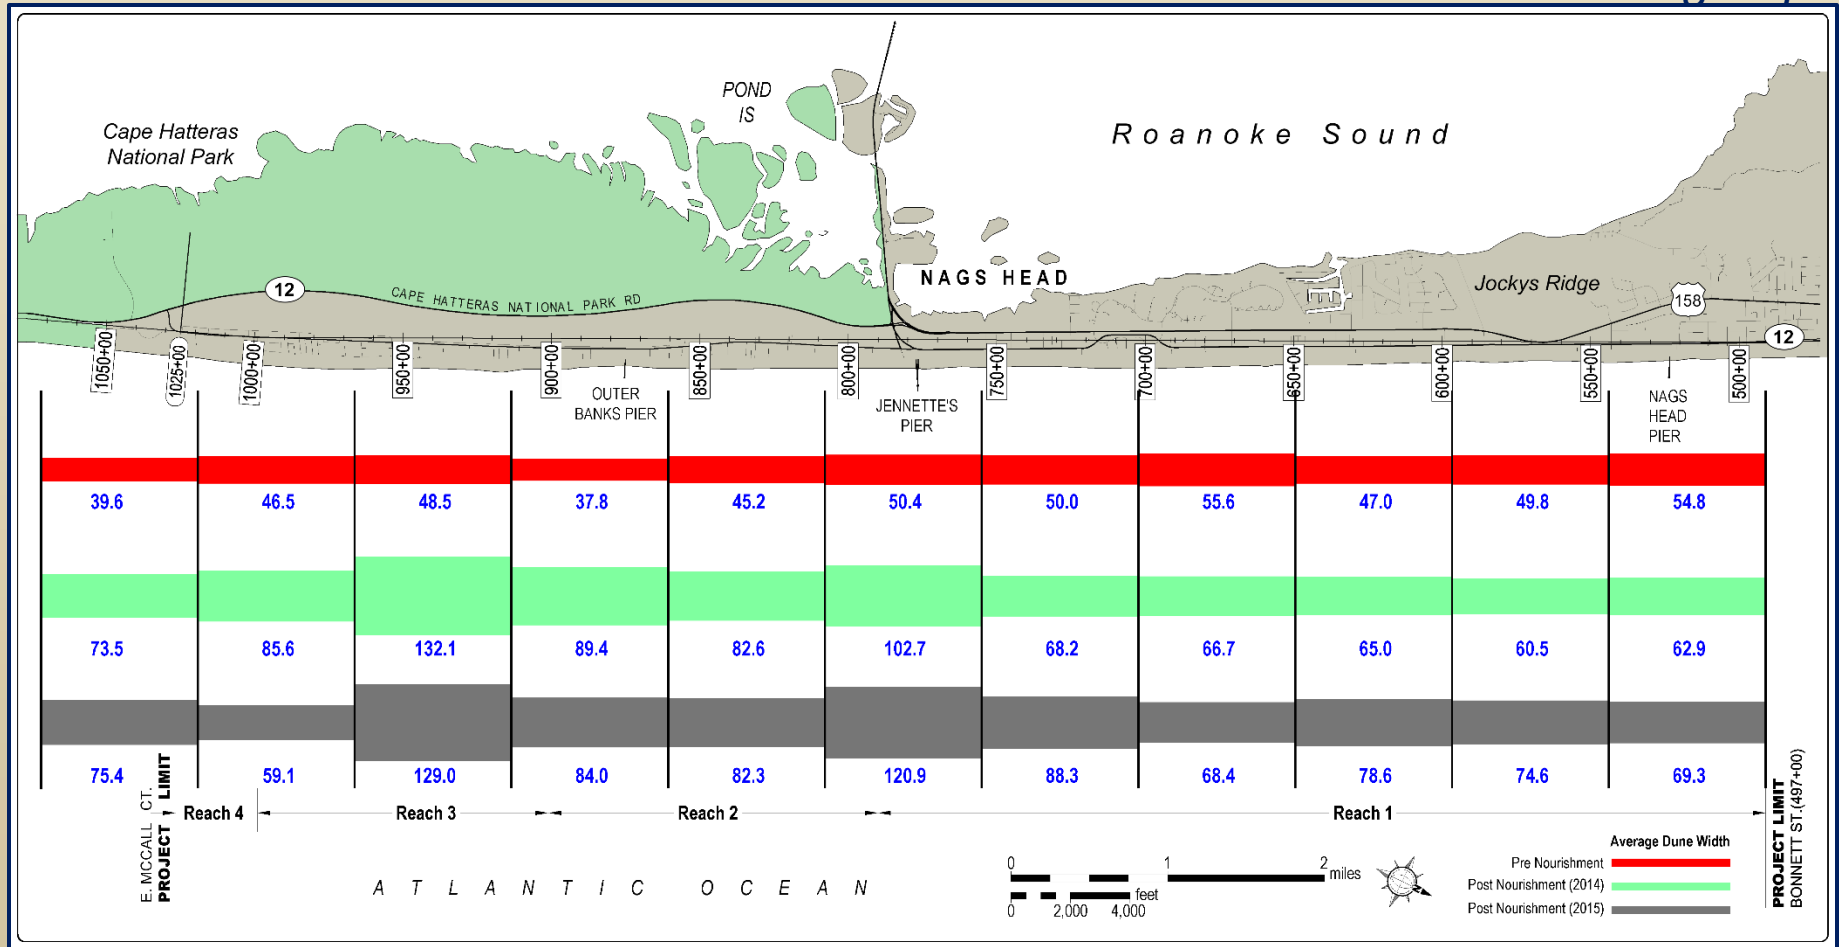 POND
IS
Cape Hatteras
National Park
Roanoke Sound
NAGS HEAD
Jockys Ridge
12
CAPE HATTERAS NATIONAL PARK RD
158
12
1050+00
1025+00
1000+00
950+00
900+00
850+00
800+00
750+00
700+00
650+00
600+00
550+00
500+00
OUTER
BANKS PIER
JENNETTE'S
PIER
NAGS
HEAD
PIER
39.6 46.5 48.5 37.8 45.2 50.4 50.0 55.6 47.0 49.8 54.8
73.5 85.6 132.1 89.4 82.6 102.7 68.2 66.7 65.0 60.5 62.9
75.4 59.1 129.0 84.0 82.3 120.9 88.3 68.4 78.6 74.6 69.3
E. MCCALL CT.
PROJECT LIMIT
Reach 4 Reach 3 Reach 2 Reach 1
PROJECT LIMIT
BONNETT ST.(497+00)
ATLANTIC OCEAN
0 1 2 miles
feet
0 2,000 4,000
Average Dune Width
Pre Nourishment
Post Nourishment (2014)
Post Nourishment (2015)